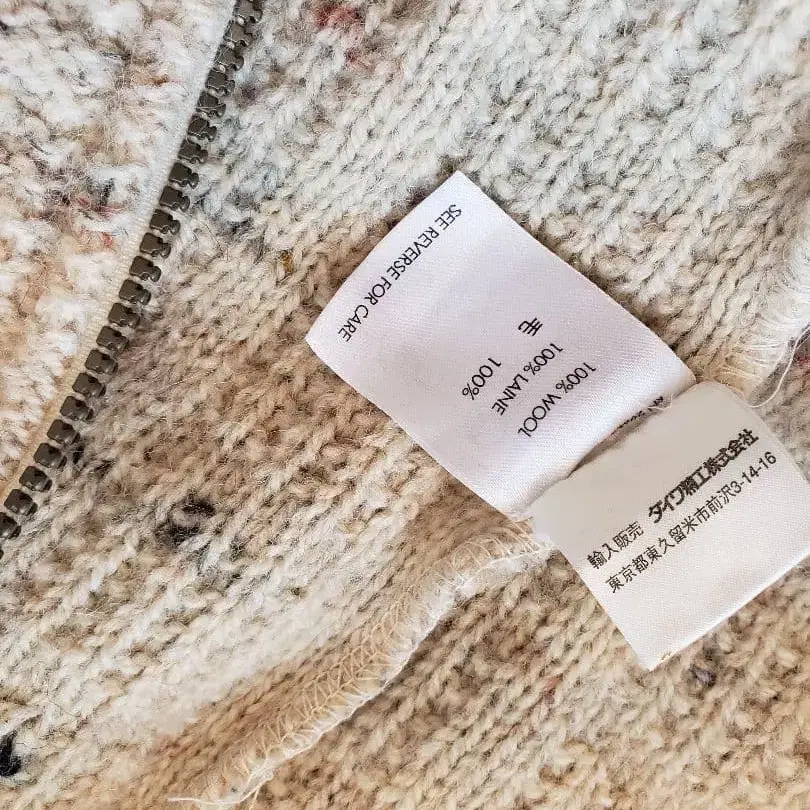 100% WOOL
100% LAINE
毛 100%
SEE REVERSE FOR CARE
輸入販売 ダイワ精工株式会社
東京都東久留米市前沢3-14-16